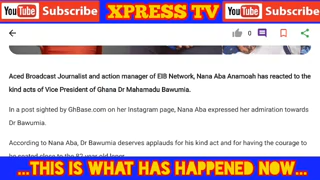 YouTube Subscribe XPRESS TV YouTube Subscribe
0
Aced Broadcast Journalist and action manager of EIB Network, Nana Aba Anamoah has reacted to the
kind acts of Vice President of Ghana Dr Mahamadu Bawumia.
In a post sighted by GhBase.com on her Instagram page, Nana Aba expressed her admiration towards
Dr Bawumia.
According to Nana Aba, Dr Bawumia deserves applauds for his kind act and for having the courage to
...THIS IS WHAT HAS HAPPENED NOW...